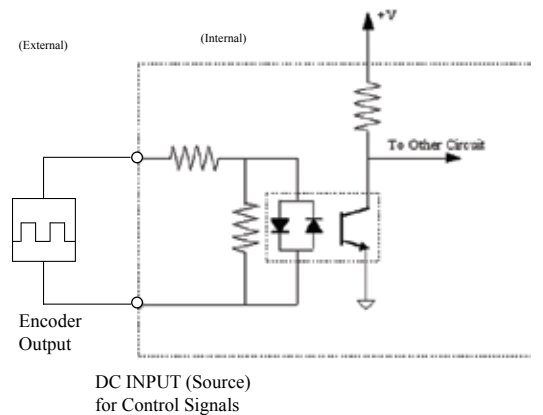 +V
(External)
(Internal)
To Other Circuit
Encoder
Output
DC INPUT (Source)
for Control Signals